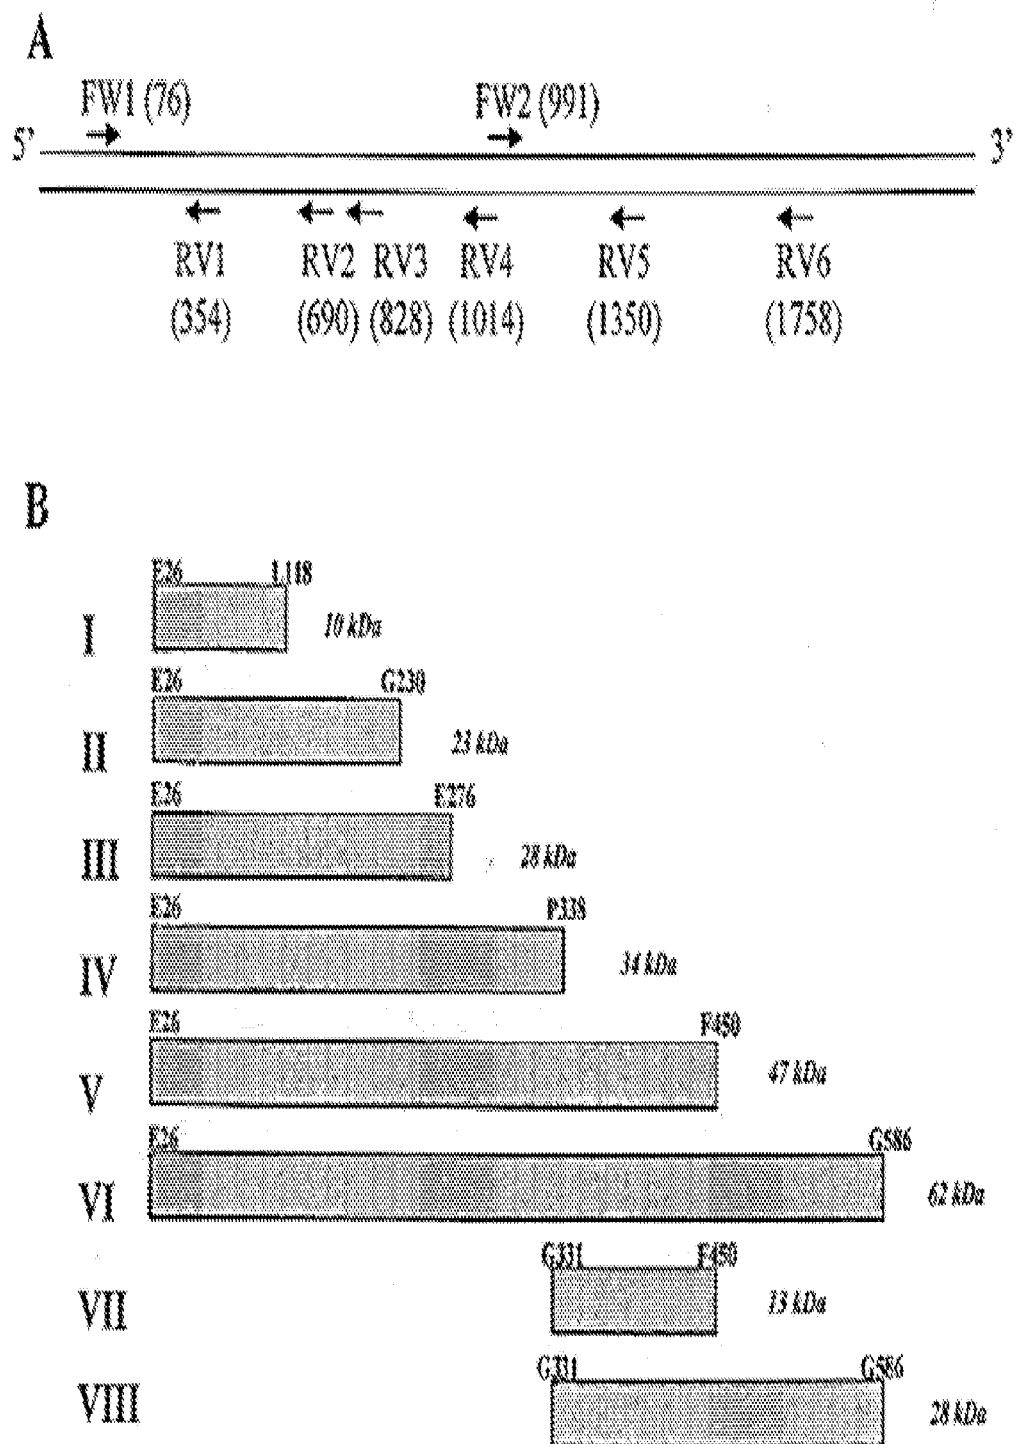 A
FW1 (76) FW2 (991)
5' 3'
RV1 RV2 RV3 RV4 RV5 RV6
(354) (690) (828) (1014) (1350) (1758)
B
E26 L118
I 10 kDa
E26 G230
II 23 kDa
E26 E276
III 28 kDa
E26 P338
IV 34 kDa
E26 F450
V 47 kDa
E26 G586
VI 62 kDa
G331 F450
VII 13 kDa
G331 G586
VIII 28 kDa